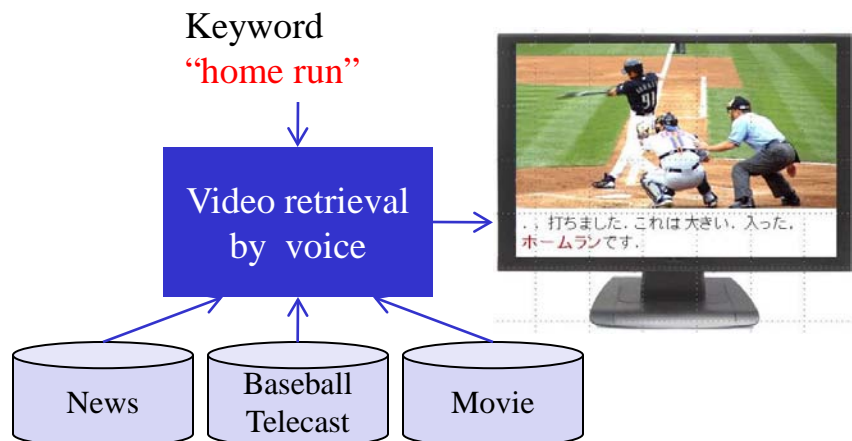 Keyword
“home run”
Video retrieval
by voice
91
. . 打ちました. これは 大きい. 入った.
ホームランです.
News
Baseball
Telecast
Movie